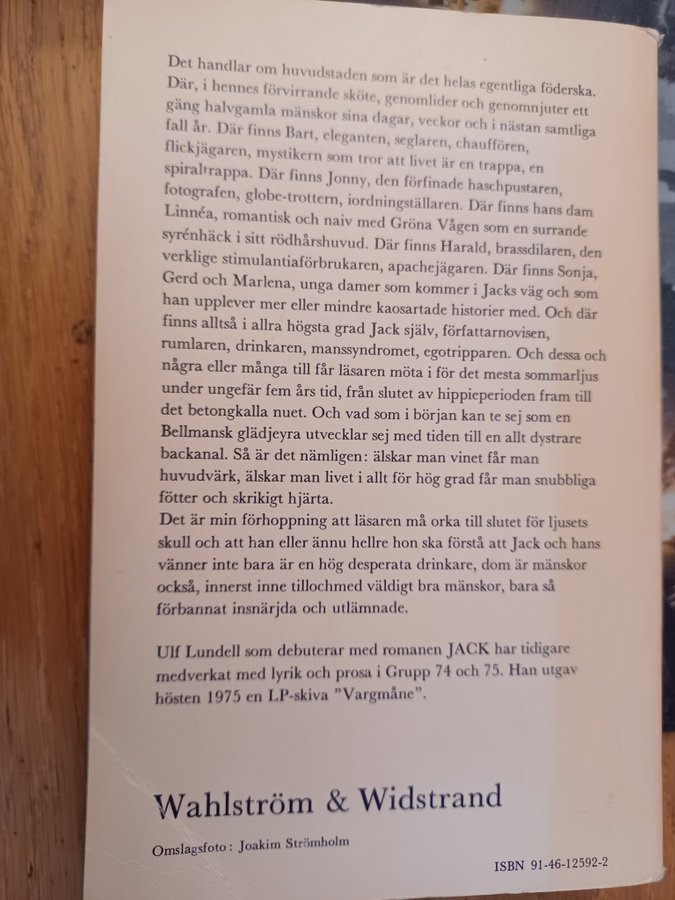 Det handlar om huvudstaden som är det helas egentliga föderska.
Där, i hennes förvirrande sköte, genomlider och genomnjuter ett
gäng halvgamla mänskor sina dagar, veckor och i nästan samtliga
fall år. Där finns Bart, eleganten, seglaren, chauffören,
flickjägaren, mystikern som tror att livet är en trappa, en
spiraltrappa. Där finns Jonny, den förfinade haschpustaren,
fotografen, globe-trottern, iordningställaren. Där finns hans dam
Linnéa, romantisk och naiv med Gröna Vågen som en surrande
syrénhäck i sitt rödhårshuvud. Där finns Harald, brassdilaren, den
verklige stimulantiaförbrukaren, apachejägaren. Där finns Sonja,
Gerd och Marlena, unga damer som kommer i Jacks väg och som
han upplever mer eller mindre kaosartade historier med. Och där
finns alltså i allra högsta grad Jack själv, författarnovisen,
rumlaren, drinkaren, manssyndromet, egotripparen. Och dessa och
några eller många till får läsaren möta i för det mesta sommarljus
under ungefär fem års tid, från slutet av hippieperioden fram till
det betongkalla nuet. Och vad som i början kan te sej som en
Bellmansk glädjeyra utvecklar sej med tiden till en allt dystrare
backanal. Så är det nämligen: älskar man vinet får man
huvudvärk, älskar man livet i allt för hög grad får man snubbliga
fötter och skrikigt hjärta.
Det är min förhoppning att läsaren må orka till slutet för ljusets
skull och att han eller ännu hellre hon ska förstå att Jack och hans
vänner inte bara är en hög desperata drinkare, dom är mänskor
också, innerst inne tillochmed väldigt bra mänskor, bara så
förbannat insnärjda och utlämnade.
Ulf Lundell som debuterar med romanen JACK har tidigare
medverkat med lyrik och prosa i Grupp 74 och 75. Han utgav
hösten 1975 en LP-skiva "Vargmåne".
Wahlström & Widstrand
Omslagsfoto: Joakim Strömholm
ISBN 91-46-12592-2